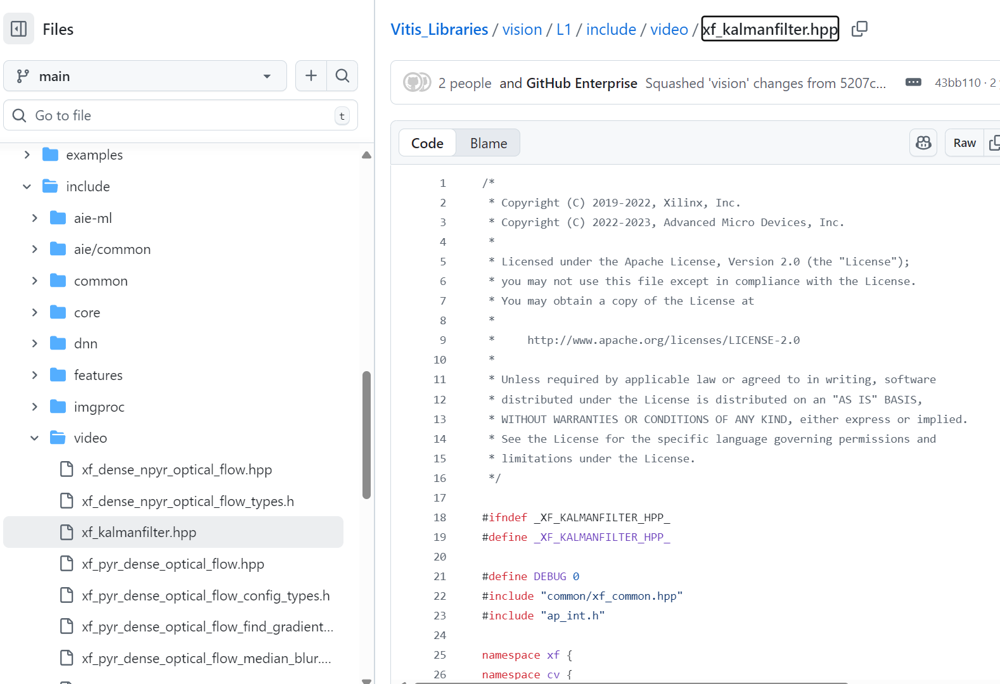 Files
main
Go to file
t
examples
include
aie-ml
aie/common
common
core
dnn
features
imgproc
video
xf_dense_npyr_optical_flow.hpp
xf_dense_npyr_optical_flow_types.h
xf_kalmanfilter.hpp
xf_pyr_dense_optical_flow.hpp
xf_pyr_dense_optical_flow_config_types.h
xf_pyr_dense_optical_flow_find_gradient...
xf_pyr_dense_optical_flow_median_blur....
Vitis_Libraries / vision / L1 / include / video / xf_kalmanfilter.hpp
2 people and GitHub Enterprise Squashed 'vision' changes from 5207c... 43bb110 · 2
Code Blame Raw
1 /*
2 * Copyright (C) 2019-2022, Xilinx, Inc.
3 * Copyright (C) 2022-2023, Advanced Micro Devices, Inc.
4 *
5 * Licensed under the Apache License, Version 2.0 (the "License");
6 * you may not use this file except in compliance with the License.
7 * You may obtain a copy of the License at
8 *
9 * http://www.apache.org/licenses/LICENSE-2.0
10 *
11 * Unless required by applicable law or agreed to in writing, software
12 * distributed under the License is distributed on an "AS IS" BASIS,
13 * WITHOUT WARRANTIES OR CONDITIONS OF ANY KIND, either express or implied.
14 * See the License for the specific language governing permissions and
15 * limitations under the License.
16 */
17
18 #ifndef _XF_KALMANFILTER_HPP_
19 #define _XF_KALMANFILTER_HPP_
20
21 #define DEBUG 0
22 #include "common/xf_common.hpp"
23 #include "ap_int.h"
24
25 namespace xf {
26 namespace cv {